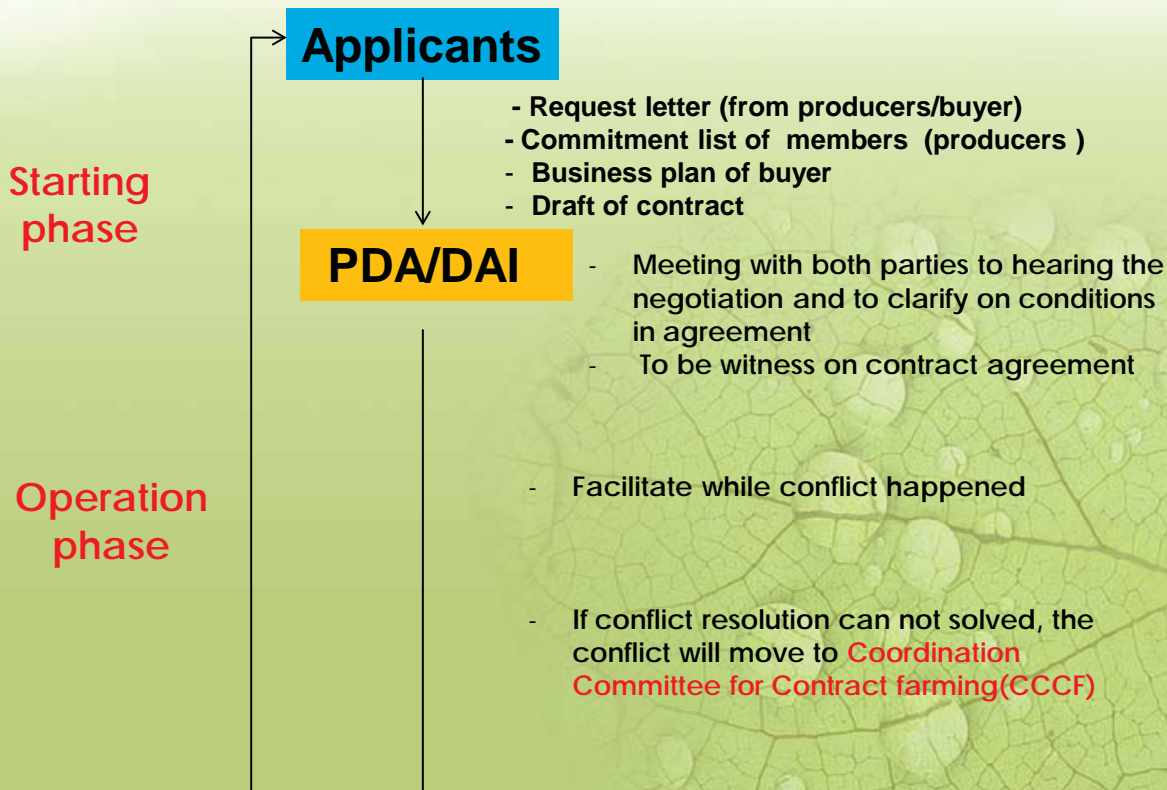 Applicants
- Request letter (from producers/buyer)
- Commitment list of members (producers )
- Business plan of buyer
- Draft of contract
Starting
phase
PDA/DAI
- Meeting with both parties to hearing the
negotiation and to clarify on conditions
in agreement
- To be witness on contract agreement
Operation
phase
- Facilitate while conflict happened
- If conflict resolution can not solved, the
conflict will move to Coordination
Committee for Contract farming(CCCF)